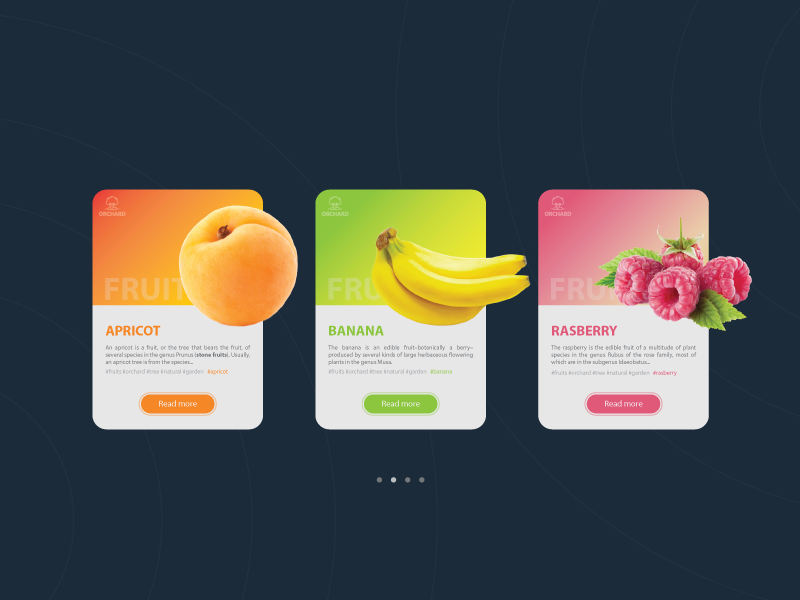 ORCHARD
FRUIT
APRICOT
An apricot is a fruit, or the tree that bears the fruit, of
several species in the genus Prunus (stone fruits). Usually,
an apricot tree is from the species...
#fruits #orchard #tree #natural #garden #apricot
Read more
ORCHARD
FRU
BANANA
The banana is an edible fruit-botanically a berry–
produced by several kinds of large herbaceous flowering
plants in the genus Musa.
#fruits #orchard #tree #natural #garden #banana
Read more
ORCHARD
FRU
RASBERRY
The raspberry is the edible fruit of a multitude of plant
species in the genus Rubus of the rose family, most of
which are in the subgenus Ideeobatus...
#fruits #orchard #tree #natural #garden #rasberry
Read more